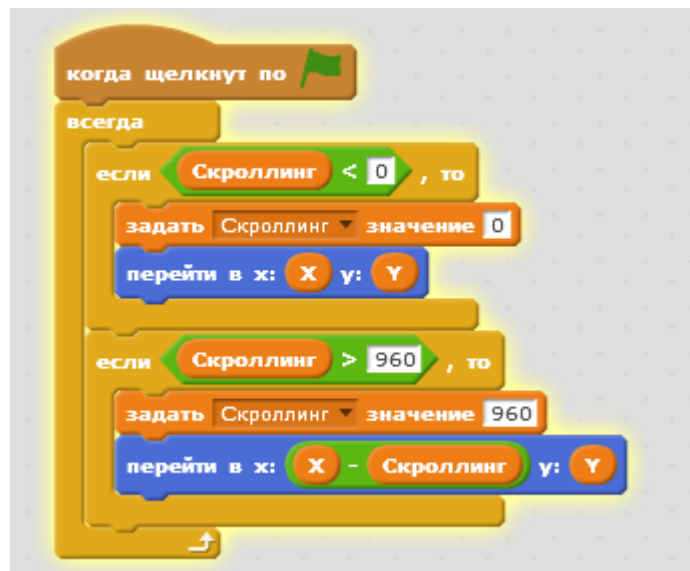 когда щелкнут по
всегда
если Скроллинг < 0 , то
задать Скроллинг значение 0
перейти в x: X y: Y
если Скроллинг > 960 , то
задать Скроллинг значение 960
перейти в x: X - Скроллинг y: Y